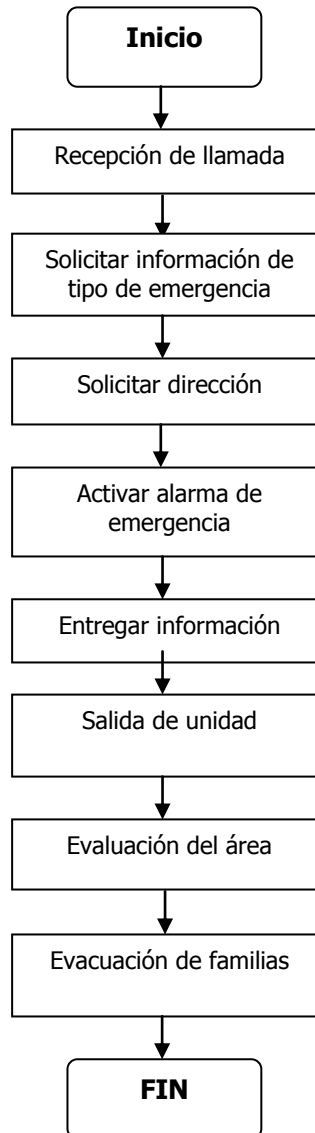 Inicio
Recepción de llamada
Solicitar información de
tipo de emergencia
Solicitar dirección
Activar alarma de
emergencia
Entregar información
Salida de unidad
Evaluación del área
Evacuación de familias
FIN